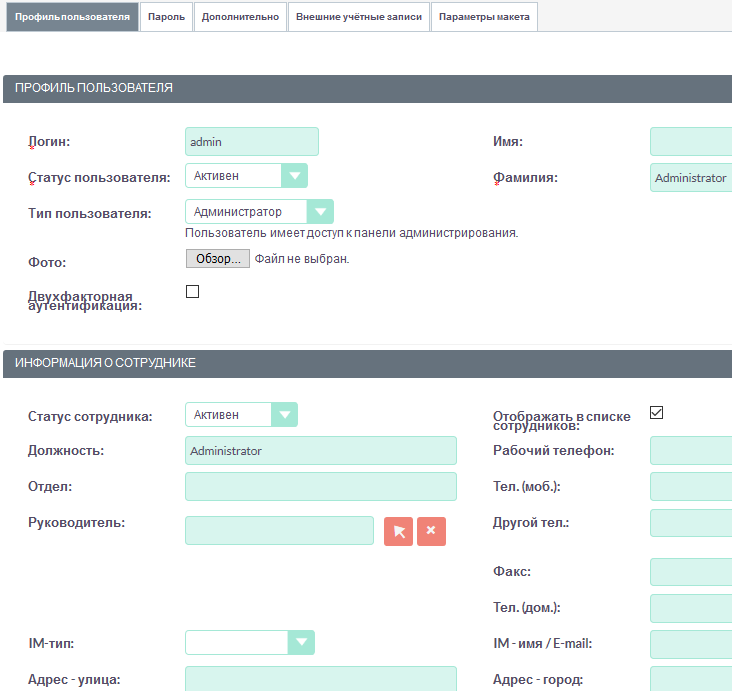 Профиль пользователя Пароль Дополнительно Внешние учётные записи Параметры макета
ПРОФИЛЬ ПОЛЬЗОВАТЕЛЯ
Логин: admin Имя:
Статус пользователя: Активен Фамилия: Administrator
Тип пользователя: Администратор
Пользователь имеет доступ к панели администрирования.
Фото: Обзор... Файл не выбран.
Двухфакторная
аутентификация:
ИНФОРМАЦИЯ О СОТРУДНИКЕ
Статус сотрудника: Активен Отображать в списке
сотрудников:
Должность: Administrator Рабочий телефон:
Отдел: Тел. (моб.):
Руководитель: Другой тел.:
Факс:
Тел. (дом.):
IM-тип: IM - имя / E-mail:
Адрес - улица: Адрес - город: